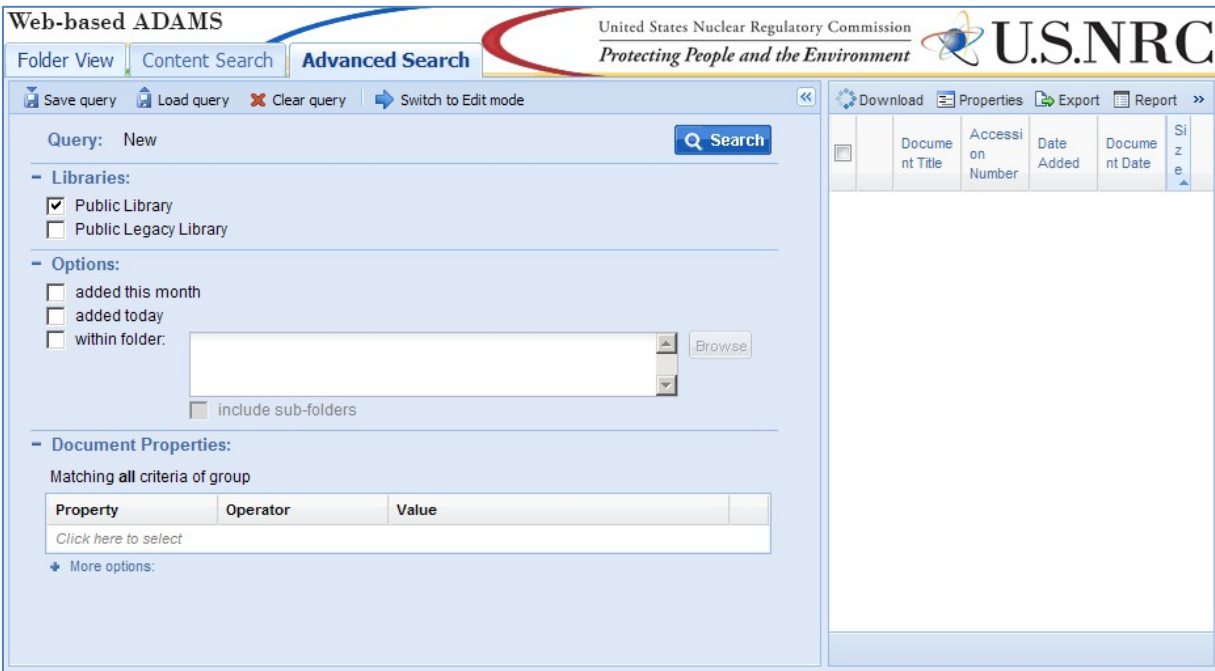 Web-based ADAMS
United States Nuclear Regulatory Commission
Protecting People and the Environment
U.S.NRC
Folder View Content Search Advanced Search
Save query Load query Clear query Switch to Edit mode
Download Properties Export Report
Query: New
Search
Docume
nt Title
Accessi
on
Number
Date
Added
Docume
nt Date
Si
z
e
Libraries:
Public Library
Public Legacy Library
Options:
added this month
added today
within folder:
Browse
include sub-folders
Document Properties:
Matching all criteria of group
Property Operator Value
Click here to select
More options: